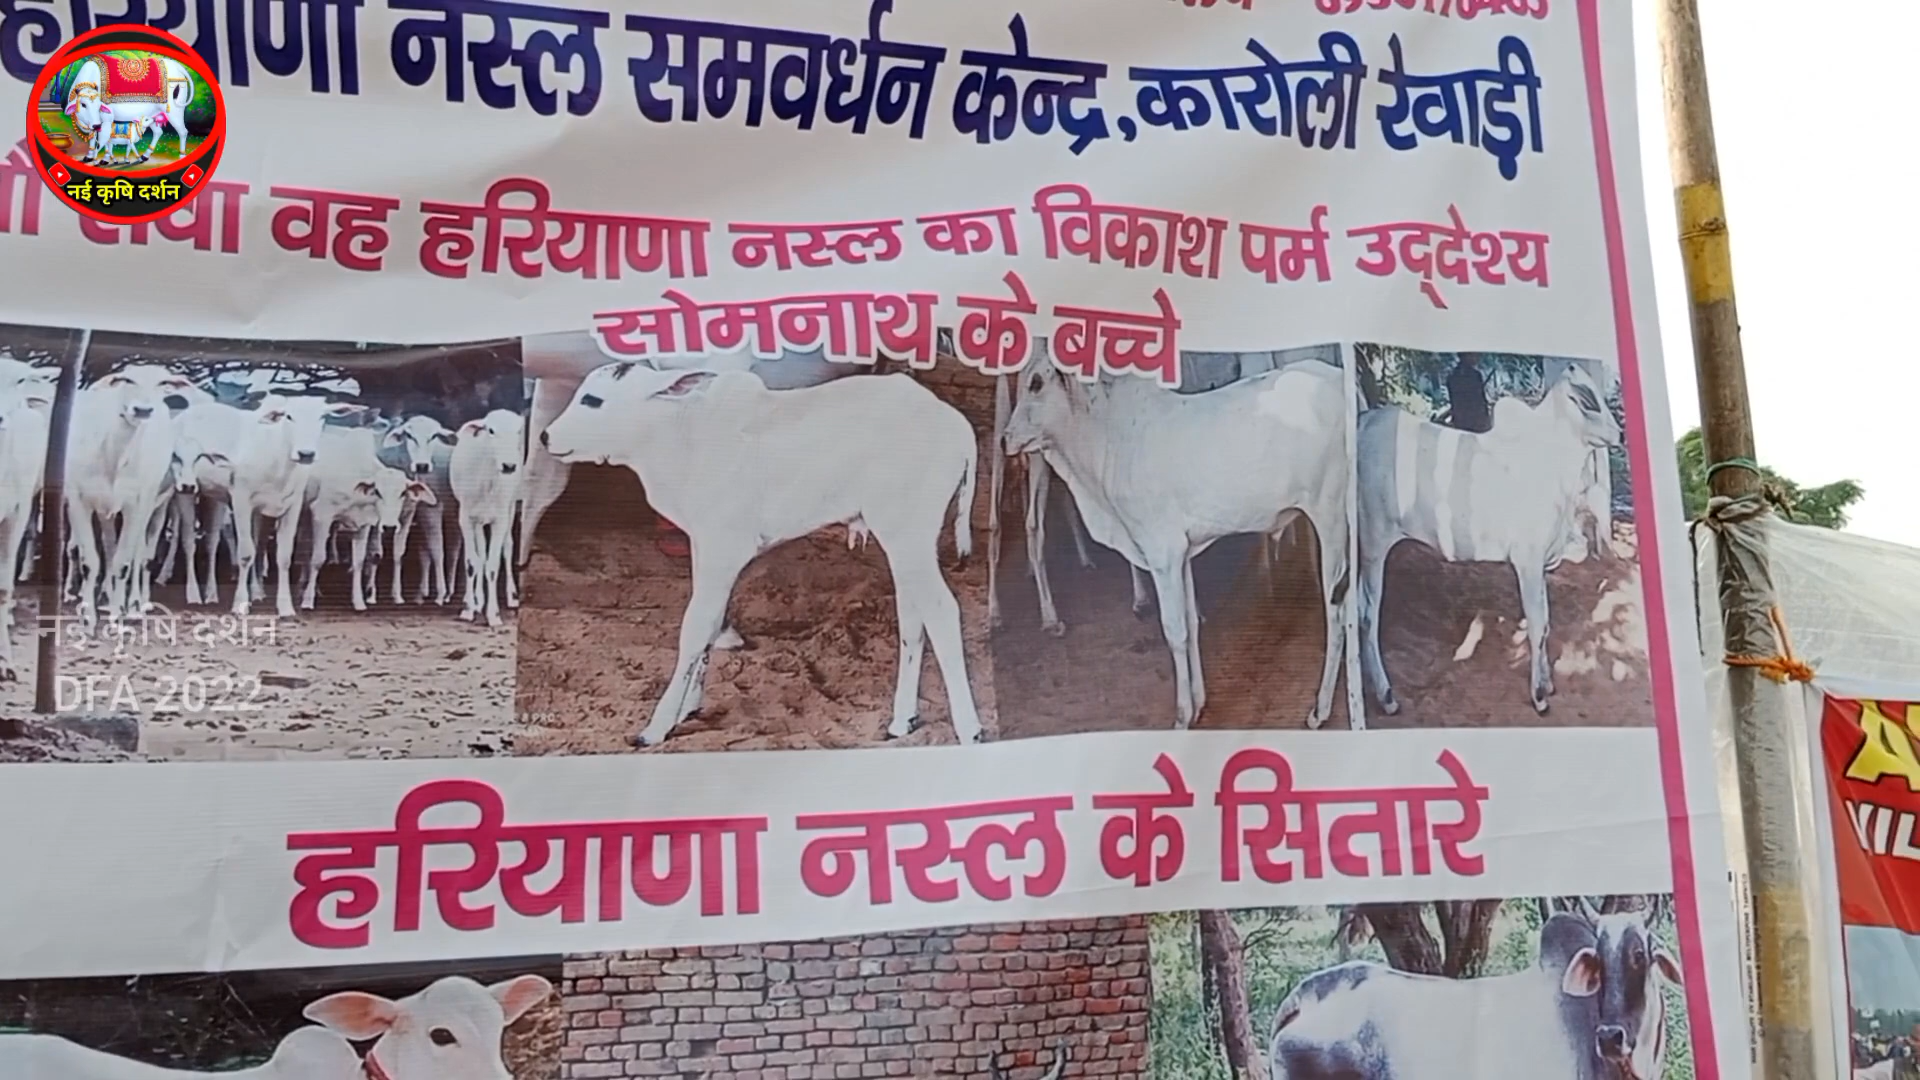 हरियाणा नस्ल समवर्धन केन्द्र,कारोली रेवाड़ी
सेवा वह हरियाणा नस्ल का विकाश पर्म उद्देश्य
सोमनाथ के बच्चे
हरियाणा नस्ल के सितारे
नई कृषि दर्शन
नई कृषि दर्शन
DFA 2022